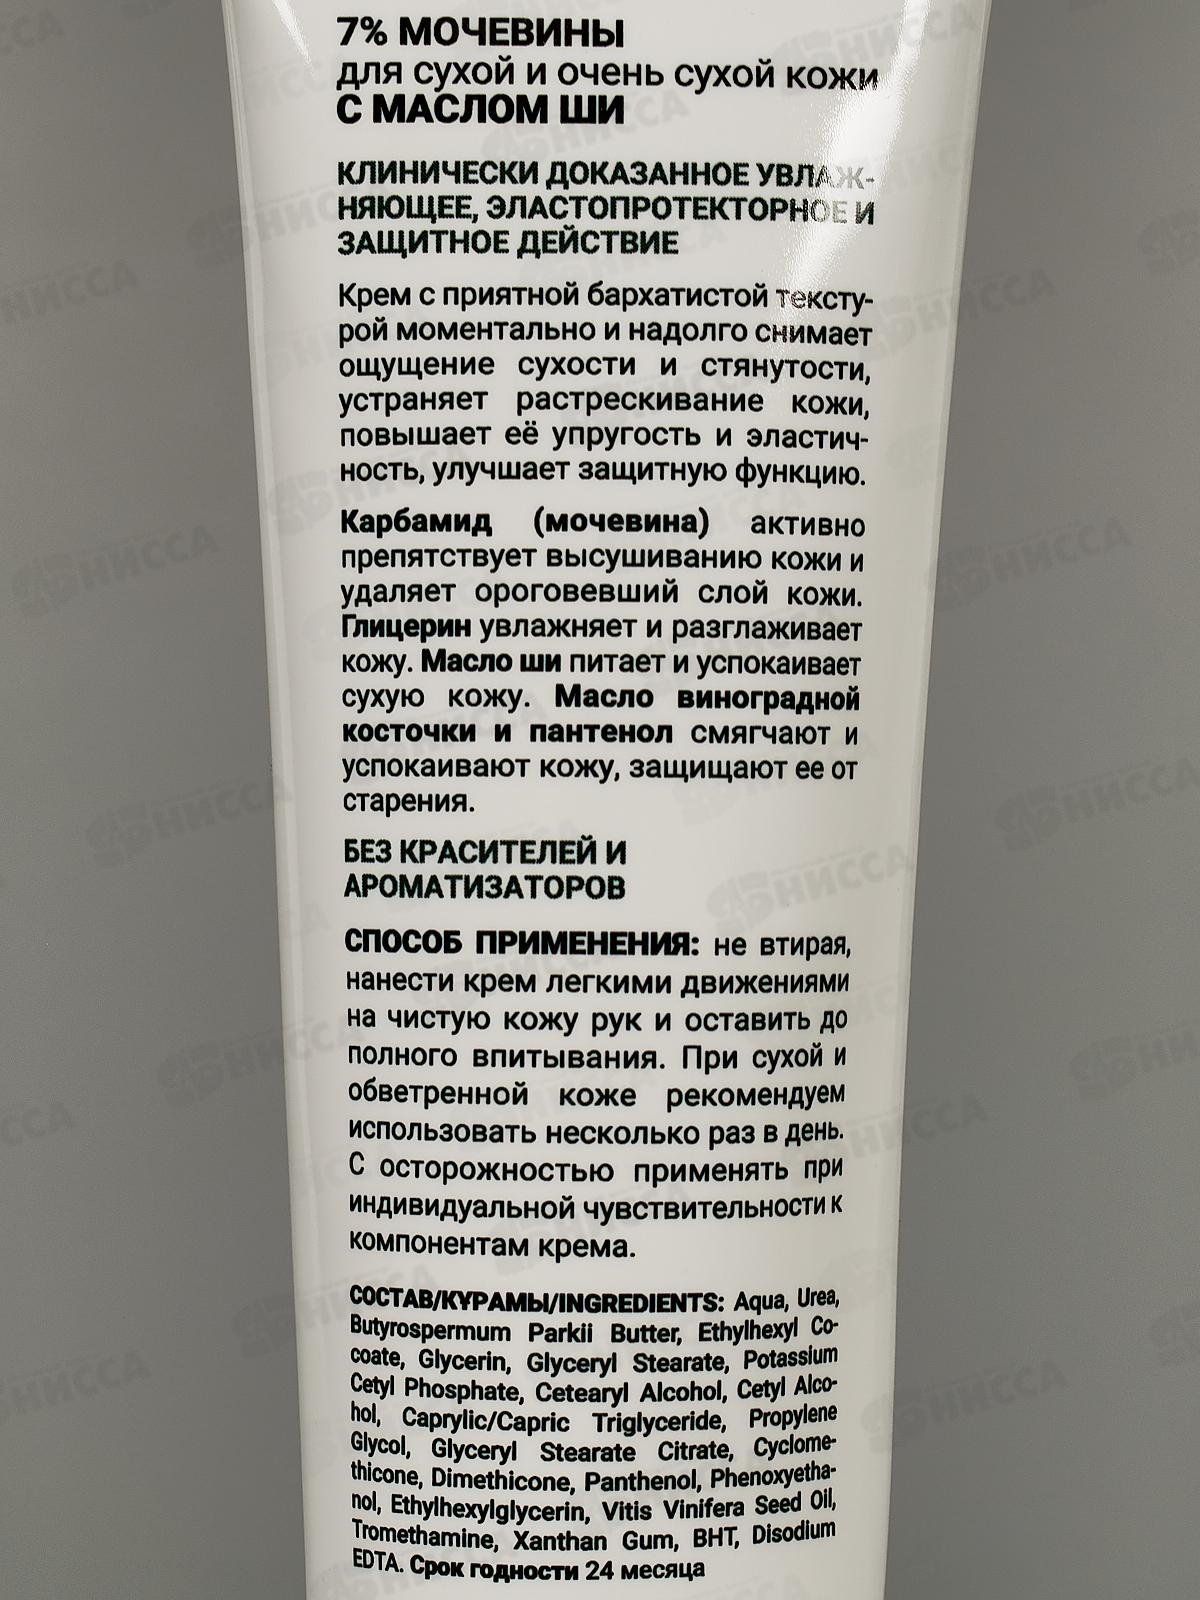 7% МОЧЕВИНЫ
для сухой и очень сухой кожи
С МАСЛОМ ШИ
КЛИНИЧЕСКИ ДОКАЗАННОЕ УВЛАЖ-
НЯЮЩЕЕ, ЭЛАСТОПРОТЕКТОРНОЕ И
ЗАЩИТНОЕ ДЕЙСТВИЕ
Крем с приятной бархатистой тексту-
рой моментально и надолго снимает
ощущение сухости и стянутости,
устраняет растрескивание кожи,
повышает её упругость и эластич-
ность, улучшает защитную функцию.
Карбамид (мочевина) активно
препятствует высушиванию кожи и
удаляет ороговевший слой кожи.
Глицерин увлажняет и разглаживает
кожу. Масло ши питает и успокаивает
сухую кожу. Масло виноградной
косточки и пантенол смягчают и
успокаивают кожу, защищают ее от
старения.
БЕЗ КРАСИТЕЛЕЙ И
АРОМАТИЗАТОРОВ
СПОСОБ ПРИМЕНЕНИЯ: не втирая,
нанести крем легкими движениями
на чистую кожу рук и оставить до
полного впитывания. При сухой и
обветренной коже рекомендуем
использовать несколько раз в день.
С осторожностью применять при
индивидуальной чувствительности к
компонентам крема.
СОСТАВ/ҚҰРАМЫ/INGREDIENTS: Aqua, Urea,
Butyrospermum Parkii Butter, Ethylhexyl Co-
coate, Glycerin, Glyceryl Stearate, Potassium
Cetyl Phosphate, Cetearyl Alcohol, Cetyl Alco-
hol, Caprylic/Capric Triglyceride, Propylene
Glycol, Glyceryl Stearate Citrate, Cyclome-
thicone, Dimethicone, Panthenol, Phenoxyetha-
nol, Ethylhexylglycerin, Vitis Vinifera Seed Oil,
Tromethamine, Xanthan Gum, BHT, Disodium
EDTA. Срок годности 24 месяца